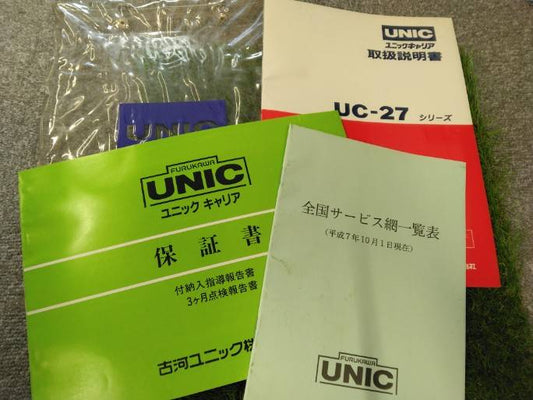 UNIC
UNIC
ユニックキャリア
取扱説明書
UC-27 シリーズ
FURUKAWA
UNIC
ユニック キャリア
保証書
付納入指導報告書
3ヶ月点検報告書
古河ユニック株
全国サービス網一覧表
(平成7年10月1日現在)
FURUKAWA
UNIC